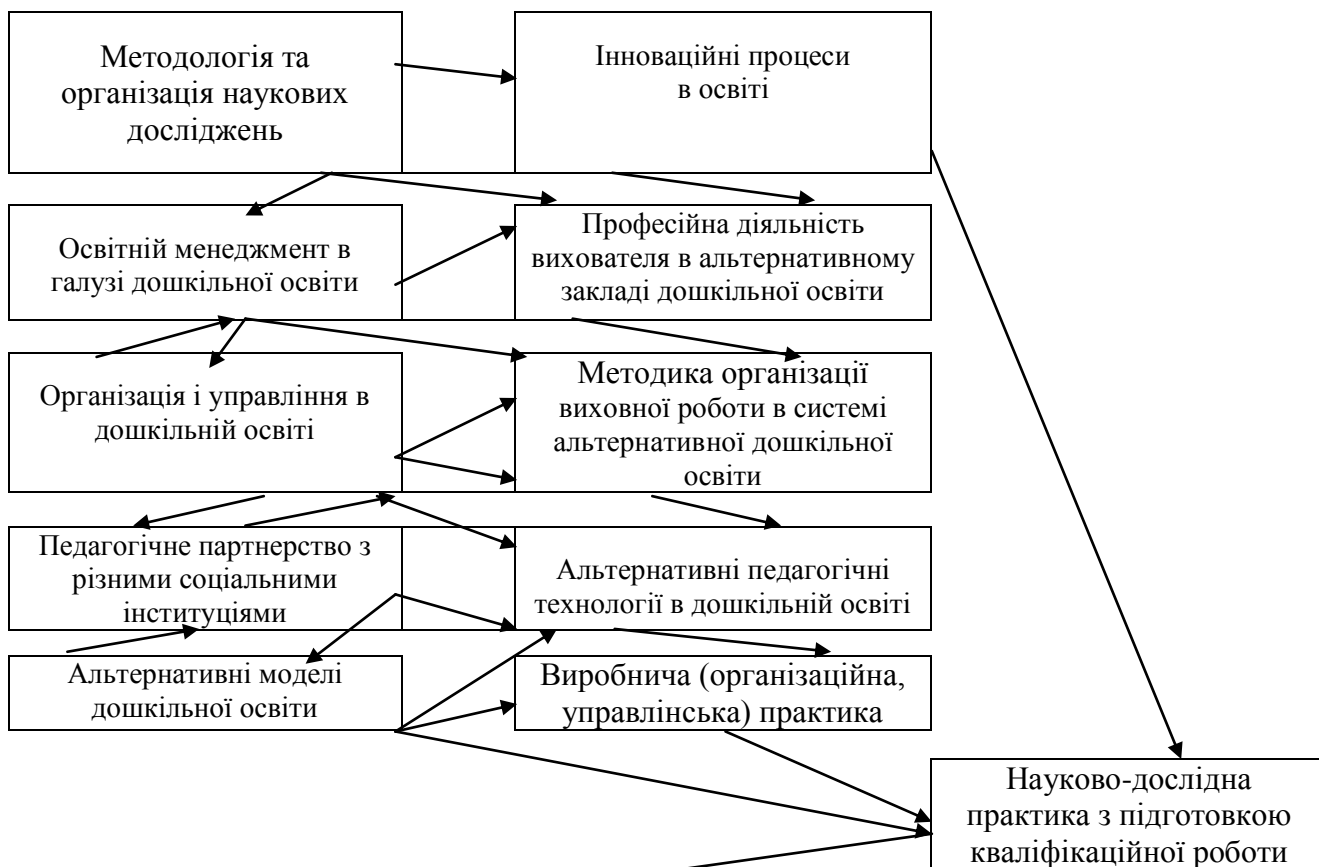 Методологія та
організація наукових
досліджень
Інноваційні процеси
в освіті
Освітній менеджмент в
галузі дошкільної освіти
Професійна діяльність
вихователя в альтернативному
закладі дошкільної освіти
Організація і управління в
дошкільній освіті
Методика організації
виховної роботи в системі
альтернативної дошкільної
освіти
Педагогічне партнерство з
різними соціальними
інституціями
Альтернативні педагогічні
технології в дошкільній освіті
Альтернативні моделі
дошкільної освіти
Виробнича (організаційна,
управлінська) практика
Науково-дослідна
практика з підготовкою
кваліфікаційної роботи